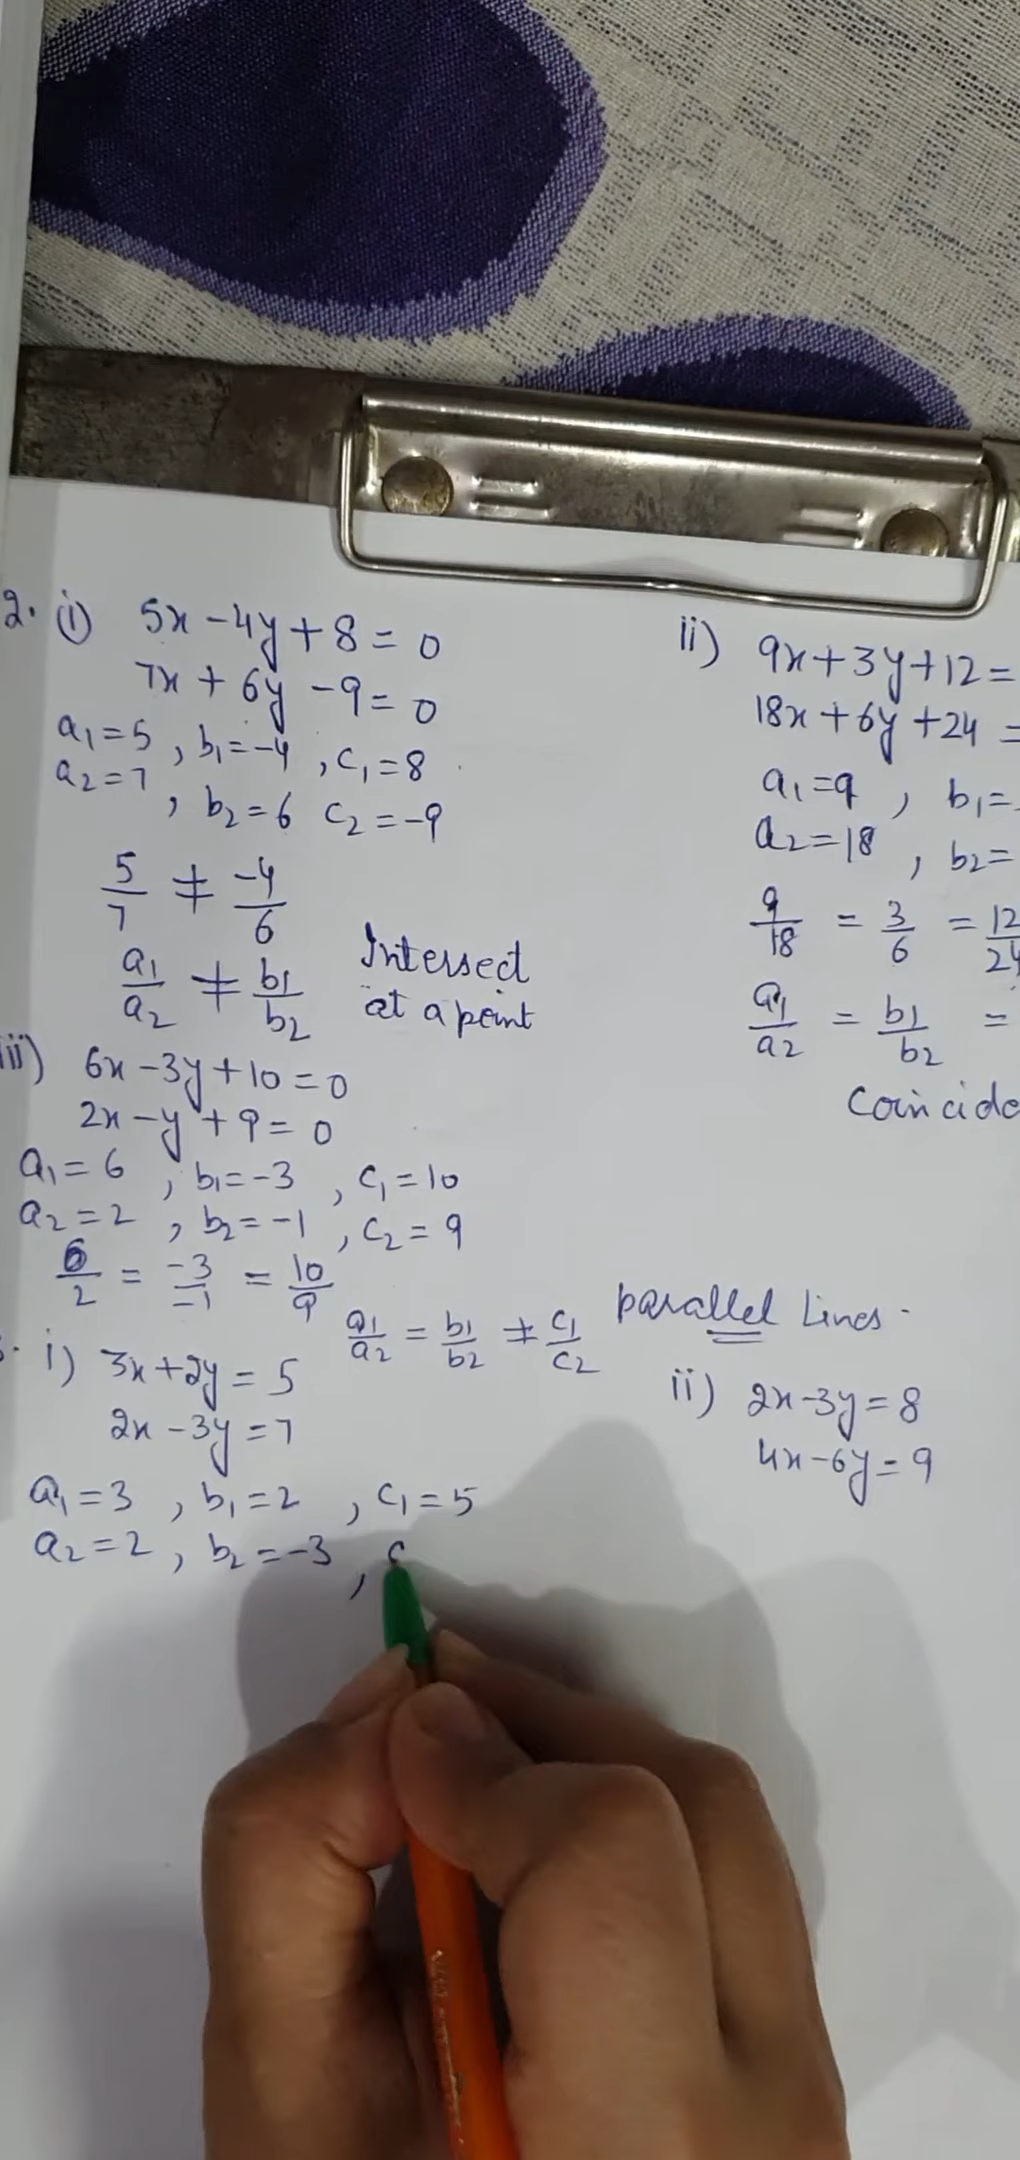 2. i) 5x - 4y + 8 = 0
7x + 6y - 9 = 0
a₁ = 5 , b₁ = -4 , c₁ = 8
a₂ = 7 , b₂ = 6 c₂ = -9
5/7 ≠ -4/6
a₁/a₂ ≠ b₁/b₂ Intersect
at a point
ii) 9x + 3y + 12 =
18x + 6y + 24 =
a₁ = 9 , b₁ =
a₂ = 18 , b₂ =
9/18 = 3/6 = 12/24
a₁/a₂ = b₁/b₂ =
iii) 6x - 3y + 10 = 0
2x - y + 9 = 0
a₁ = 6 , b₁ = -3 , c₁ = 10
a₂ = 2 , b₂ = -1 , c₂ = 9
6/2 = -3/-1 = 10/9
a₁/a₂ = b₁/b₂ ≠ c₁/c₂ parallel Lines.
i) 3x + 2y = 5
2x - 3y = 7
a₁ = 3 , b₁ = 2 , c₁ = 5
a₂ = 2 , b₂ = -3 , c
ii) 2x - 3y = 8
4x - 6y = 9